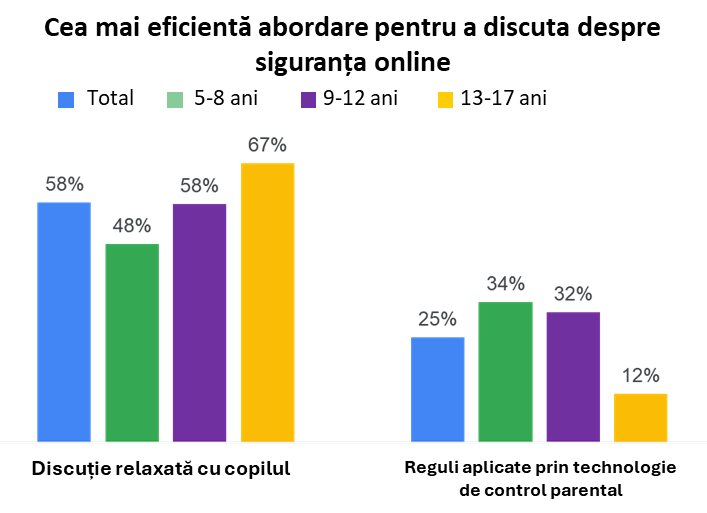 Cea mai eficientă abordare pentru a discuta despre
siguranța online
Total 5-8 ani 9-12 ani 13-17 ani
58% 48% 58% 67%
25% 34% 32% 12%
Discuție relaxată cu copilul
Reguli aplicate prin technologie
de control parental